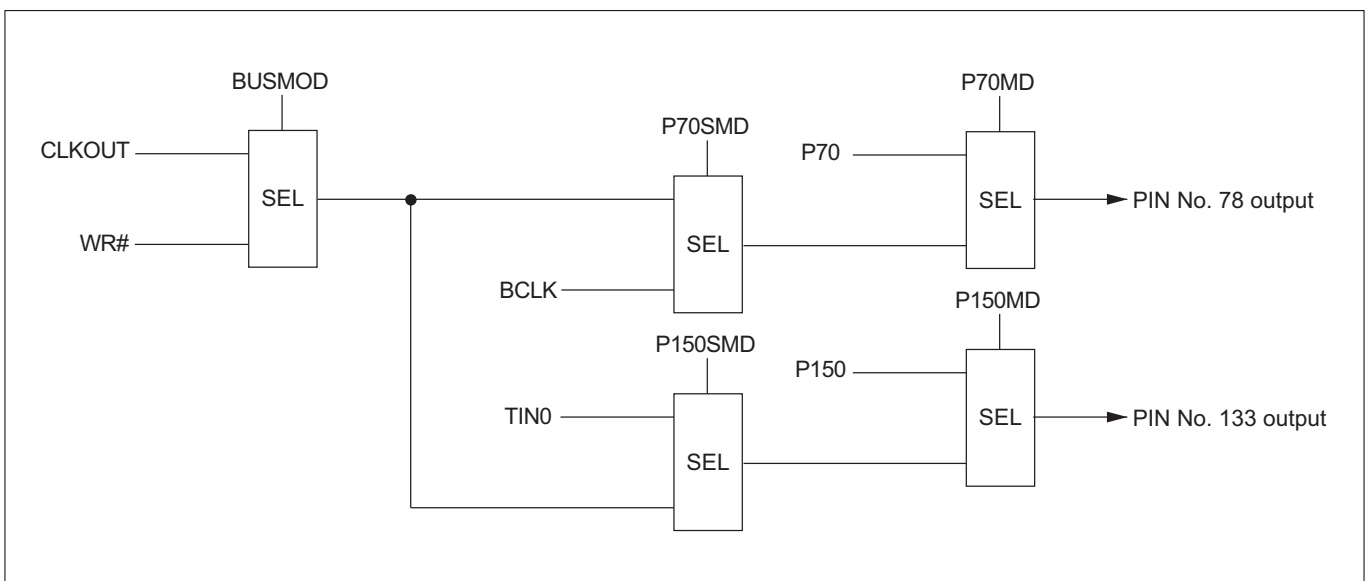 BUSMOD
CLKOUT
SEL
WR#
P70SMD
SEL
BCLK
P70MD
P70
SEL
PIN No. 78 output
P150SMD
TIN0
SEL
P150MD
P150
SEL
PIN No. 133 output